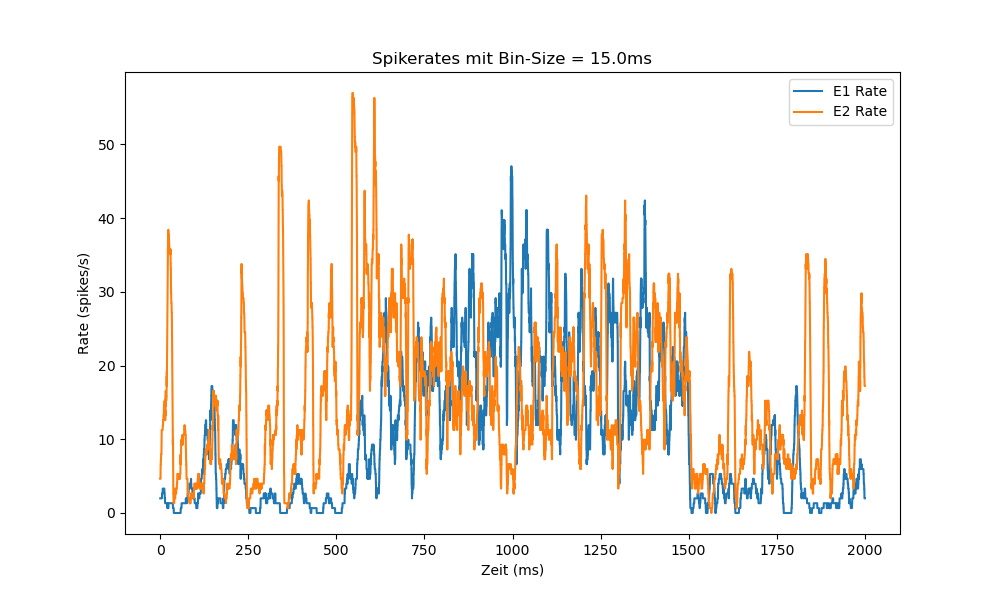 Spikerates mit Bin-Size = 15.0ms
E1 Rate
E2 Rate
50
40
30
20
10
0
Rate (spikes/s)
0 250 500 750 1000 1250 1500 1750 2000
Zeit (ms)